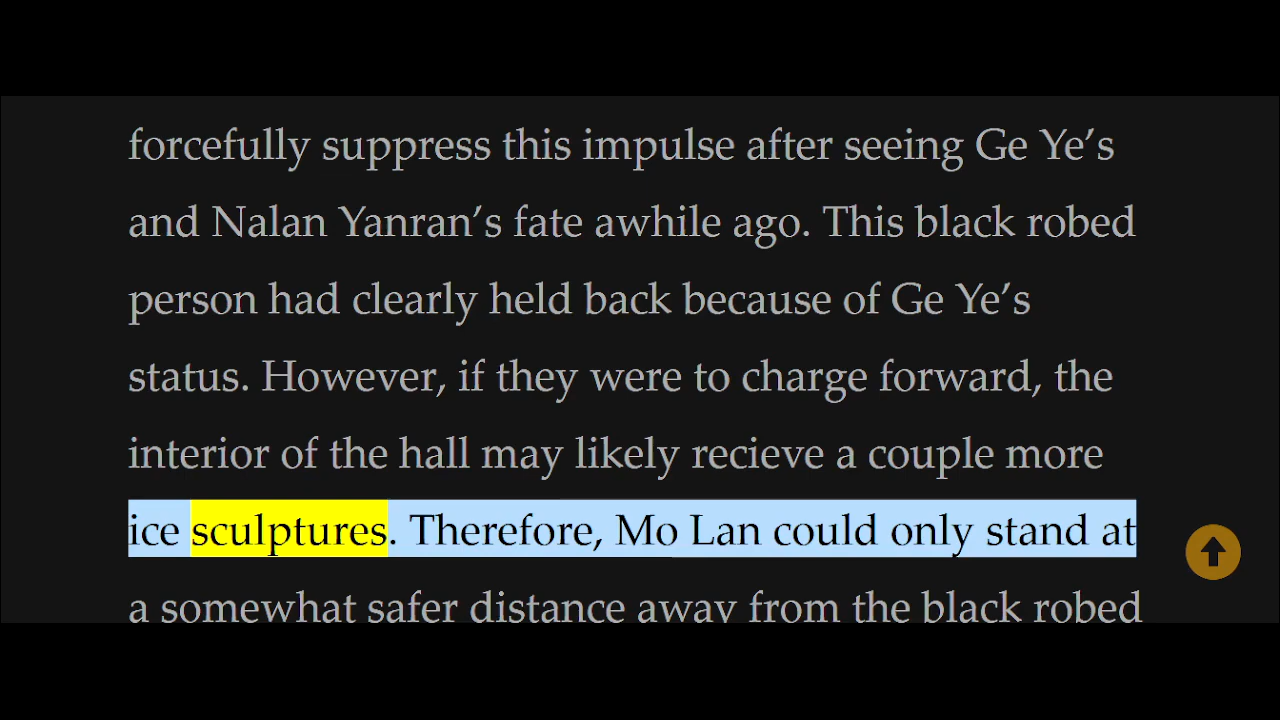 forcefully suppress this impulse after seeing Ge Ye’s
and Nalan Yanran’s fate awhile ago. This black robed
person had clearly held back because of Ge Ye’s
status. However, if they were to charge forward, the
interior of the hall may likely recieve a couple more
ice sculptures. Therefore, Mo Lan could only stand at
a somewhat safer distance away from the black robed